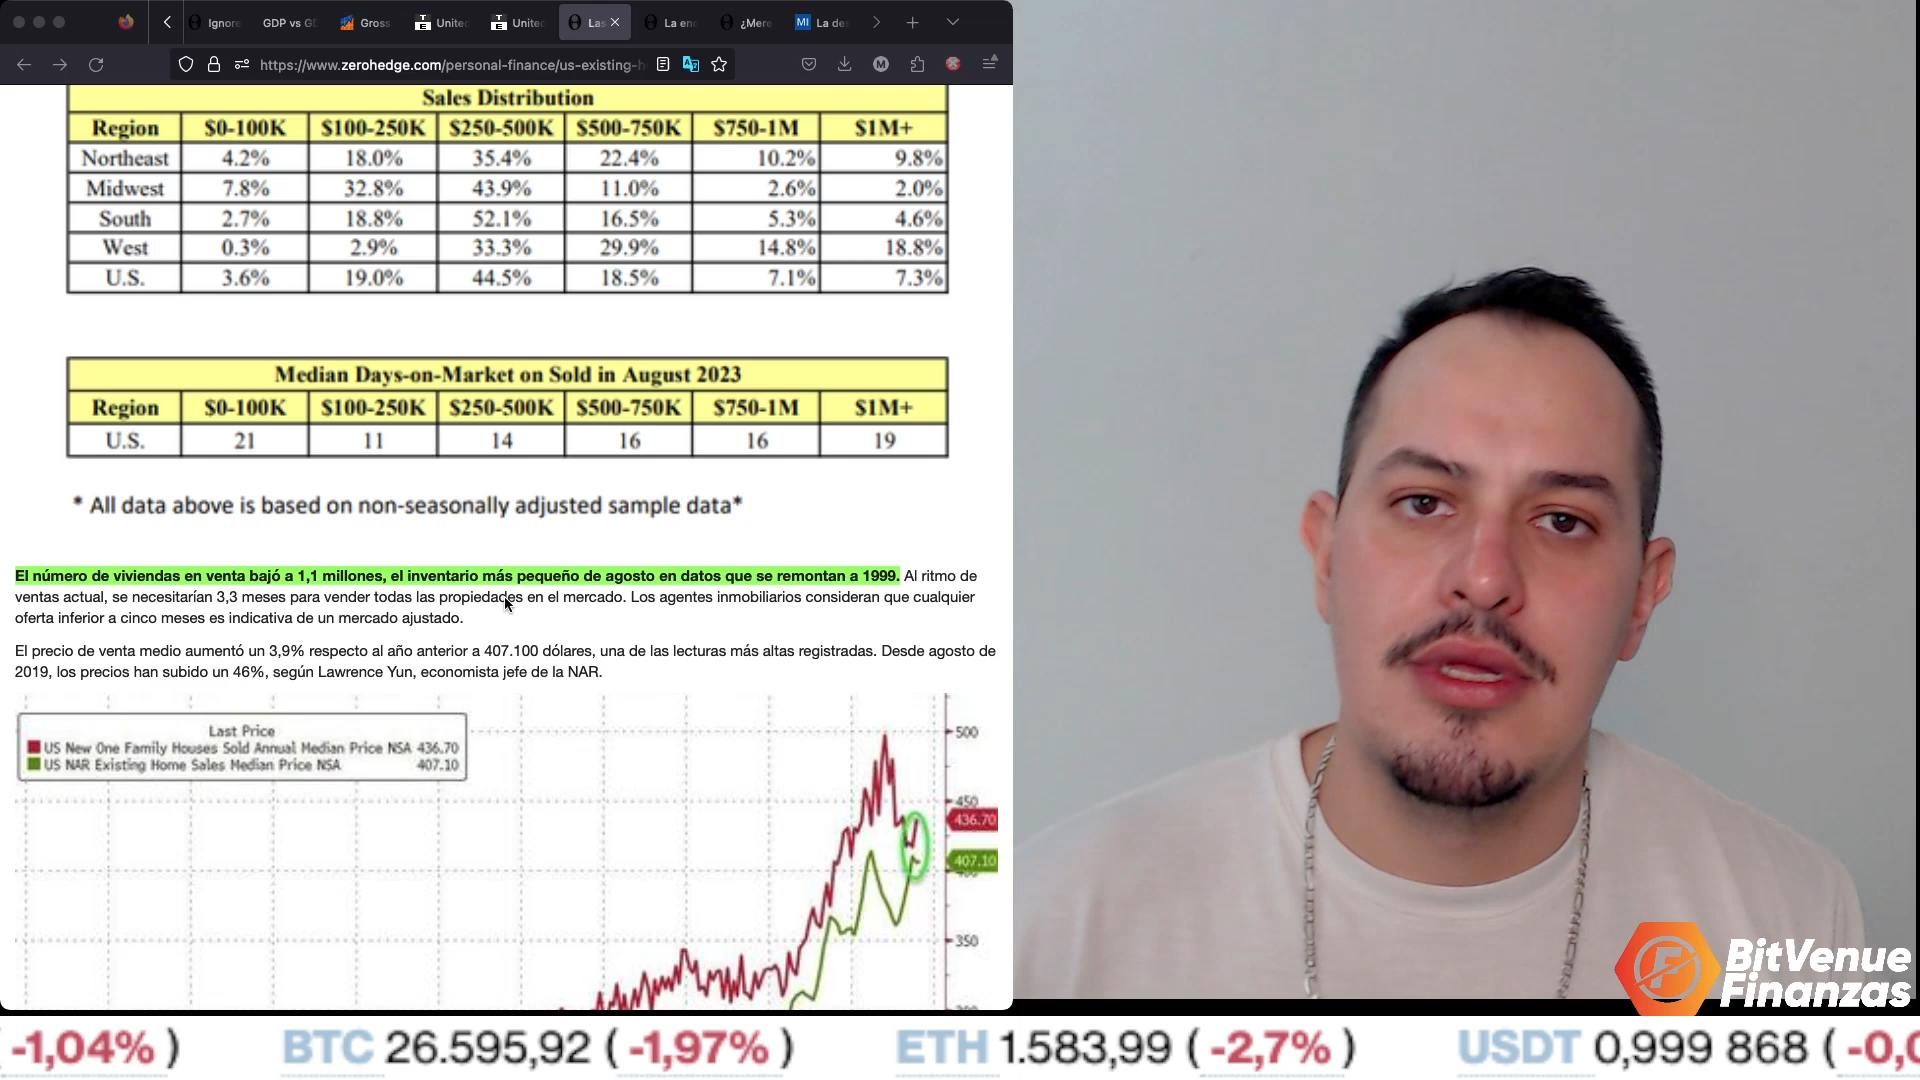 Ignore
GDP vs GD
Gross
United
United
Las
La enc
¿Mere
La de
https://www.zerohedge.com/personal-finance/us-existing-h
Sales Distribution
Region $0-100K $100-250K $250-500K $500-750K $750-1M $1M+
Northeast 4.2% 18.0% 35.4% 22.4% 10.2% 9.8%
Midwest 7.8% 32.8% 43.9% 11.0% 2.6% 2.0%
South 2.7% 18.8% 52.1% 16.5% 5.3% 4.6%
West 0.3% 2.9% 33.3% 29.9% 14.8% 18.8%
U.S. 3.6% 19.0% 44.5% 18.5% 7.1% 7.3%
Median Days-on-Market on Sold in August 2023
Region $0-100K $100-250K $250-500K $500-750K $750-1M $1M+
U.S. 21 11 14 16 16 19
* All data above is based on non-seasonally adjusted sample data*
El número de viviendas en venta bajó a 1,1 millones, el inventario más pequeño de agosto en datos que se remontan a 1999. Al ritmo de
ventas actual, se necesitarían 3,3 meses para vender todas las propiedades en el mercado. Los agentes inmobiliarios consideran que cualquier
oferta inferior a cinco meses es indicativa de un mercado ajustado.
El precio de venta medio aumentó un 3,9% respecto al año anterior a 407.100 dólares, una de las lecturas más altas registradas. Desde agosto de
2019, los precios han subido un 46%, según Lawrence Yun, economista jefe de la NAR.
Last Price
US New One Family Houses Sold Annual Median Price NSA 436.70
US NAR Existing Home Sales Median Price NSA 407.10
500
450
436.70
407.10
350
BitVenue
Finanzas
-1,04% ) BTC 26.595,92 ( -1,97% ) ETH 1.583,99 ( -2,7% ) USDT 0,999 868 ( -0,0